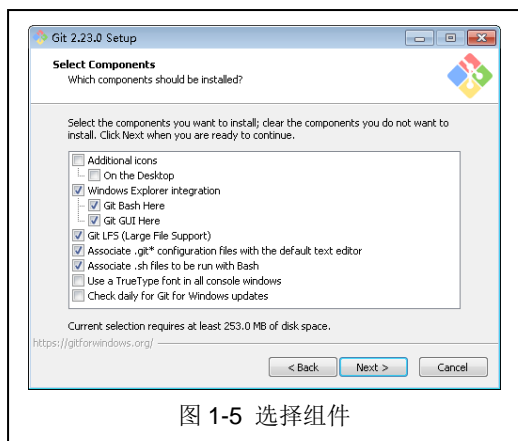 Git 2.23.0 Setup
Select Components
Which components should be installed?
Select the components you want to install; clear the components you do not want to
install. Click Next when you are ready to continue.
Additional icons
On the Desktop
Windows Explorer integration
Git Bash Here
Git GUI Here
Git LFS (Large File Support)
Associate .git* configuration files with the default text editor
Associate .sh files to be run with Bash
Use a TrueType font in all console windows
Check daily for Git for Windows updates
Current selection requires at least 253.0 MB of disk space.
https://gitforwindows.org/
< Back Next > Cancel
图 1-5 选择组件